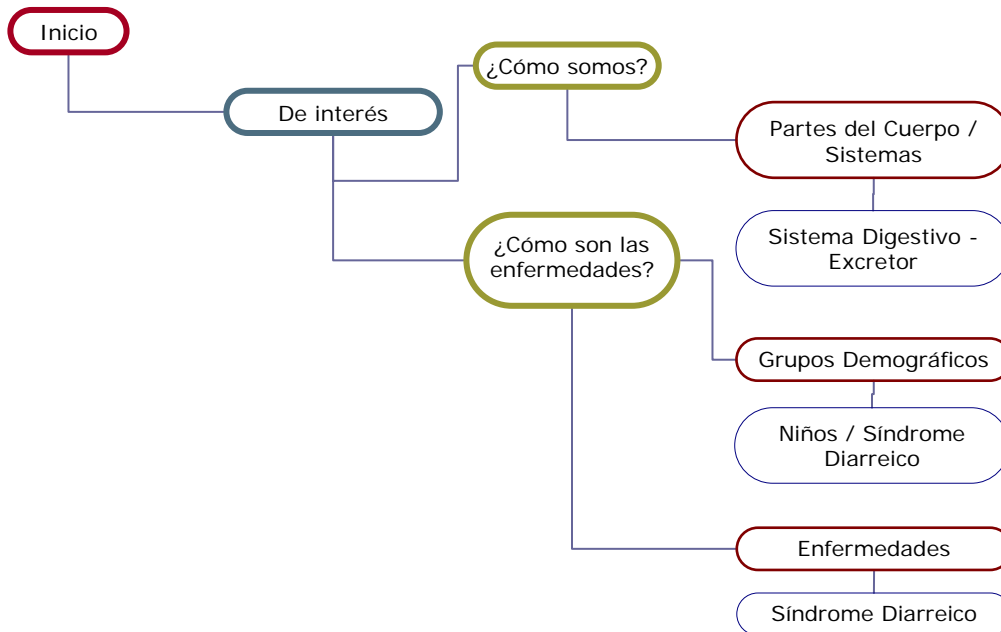 Inicio
¿Cómo somos?
De interés
Partes del Cuerpo /
Sistemas
Sistema Digestivo -
Excretor
¿Cómo son las
enfermedades?
Grupos Demográficos
Niños / Síndrome
Diarreico
Enfermedades
Síndrome Diarreico